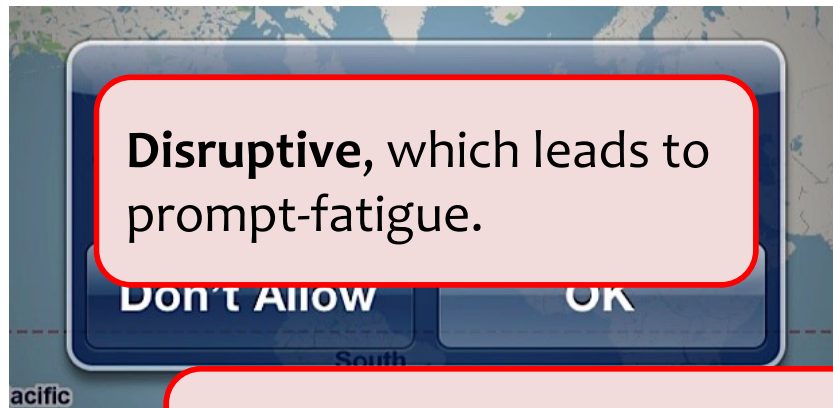 Disruptive, which leads to
prompt-fatigue.
Don't Allow
OK
South
acific